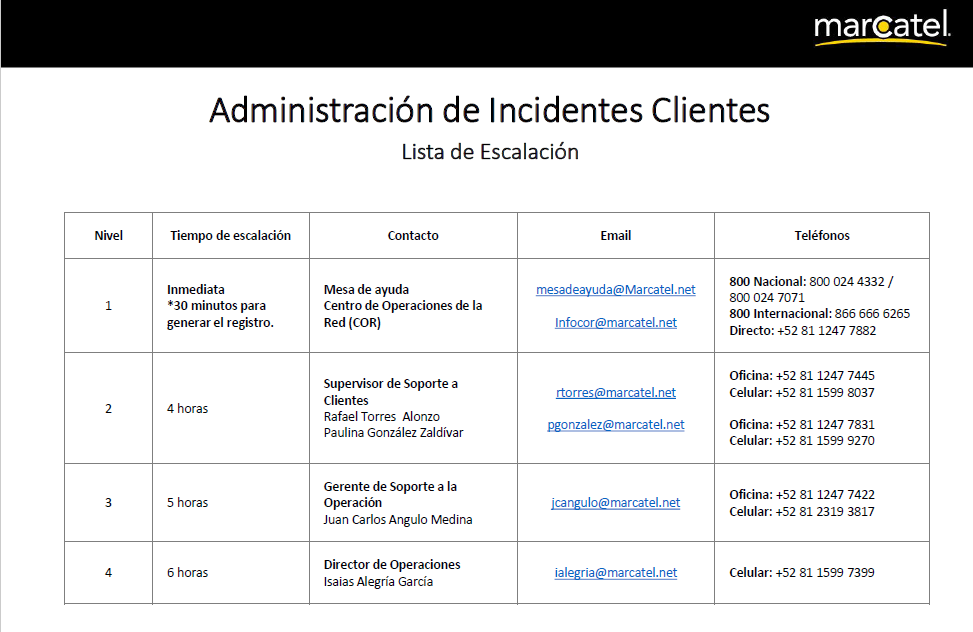 marcatel.
Administración de Incidentes Clientes
Lista de Escalación
Nivel Tiempo de escalación Contacto Email Teléfonos
1
Inmediata
*30 minutos para
generar el registro.
Mesa de ayuda
Centro de Operaciones de la
Red (COR)
mesadeayuda@Marcatel.net
Infocor@marcatel.net
800 Nacional: 800 024 4332 /
800 024 7071
800 Internacional: 866 666 6265
Directo: +52 81 1247 7882
2
4 horas
Supervisor de Soporte a
Clientes
Rafael Torres Alonzo
Paulina González Zaldívar
rtorres@marcatel.net
pgonzalez@marcatel.net
Oficina: +52 81 1247 7445
Celular: +52 81 1599 8037
Oficina: +52 81 1247 7831
Celular: +52 81 1599 9270
3
5 horas
Gerente de Soporte a la
Operación
Juan Carlos Angulo Medina
jcangulo@marcatel.net
Oficina: +52 81 1247 7422
Celular: +52 81 2319 3817
4
6 horas
Director de Operaciones
Isaias Alegría García
ialegria@marcatel.net
Celular: +52 81 1599 7399